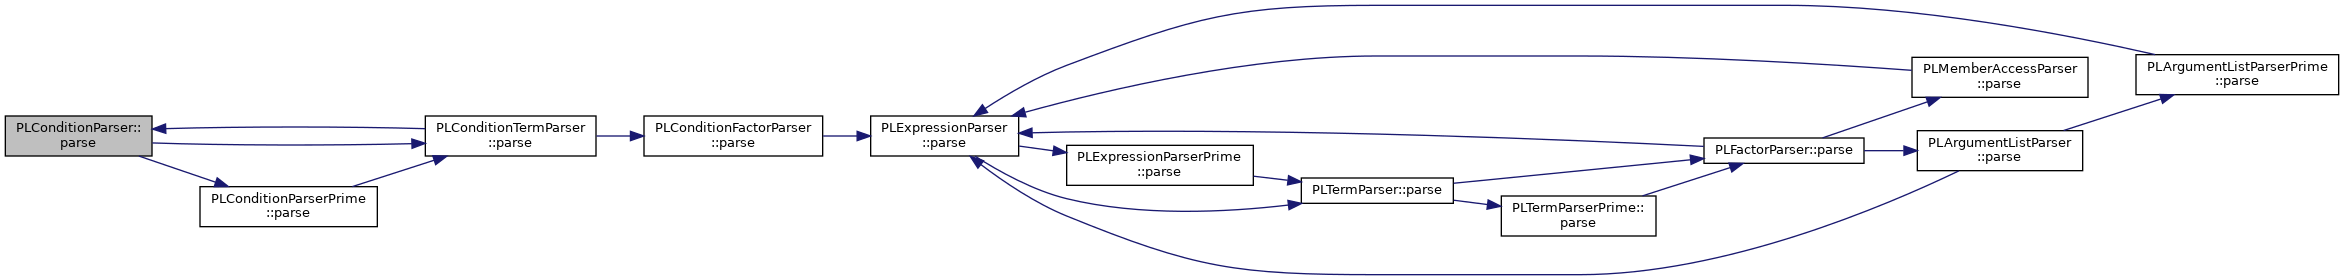 PLConditionParser::
parse
PLConditionParserPrime
::parse
PLConditionTermParser
::parse
PLConditionFactorParser
::parse
PLExpressionParser
::parse
PLExpressionParserPrime
::parse
PLTermParser::parse
PLTermParserPrime::
parse
PLFactorParser::parse
PLMemberAccessParser
::parse
PLArgumentListParser
::parse
PLArgumentListParserPrime
::parse